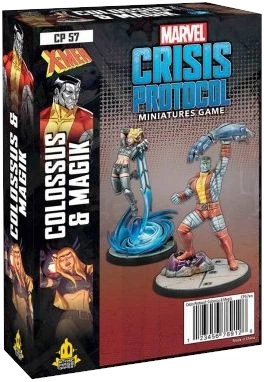 CP 57
X-MEN
COLOSSUS
& MAGIK
COLOSSUS &
MAGIK
MARVEL
CRISIS
PROTOCOL
MINIATURES GAME